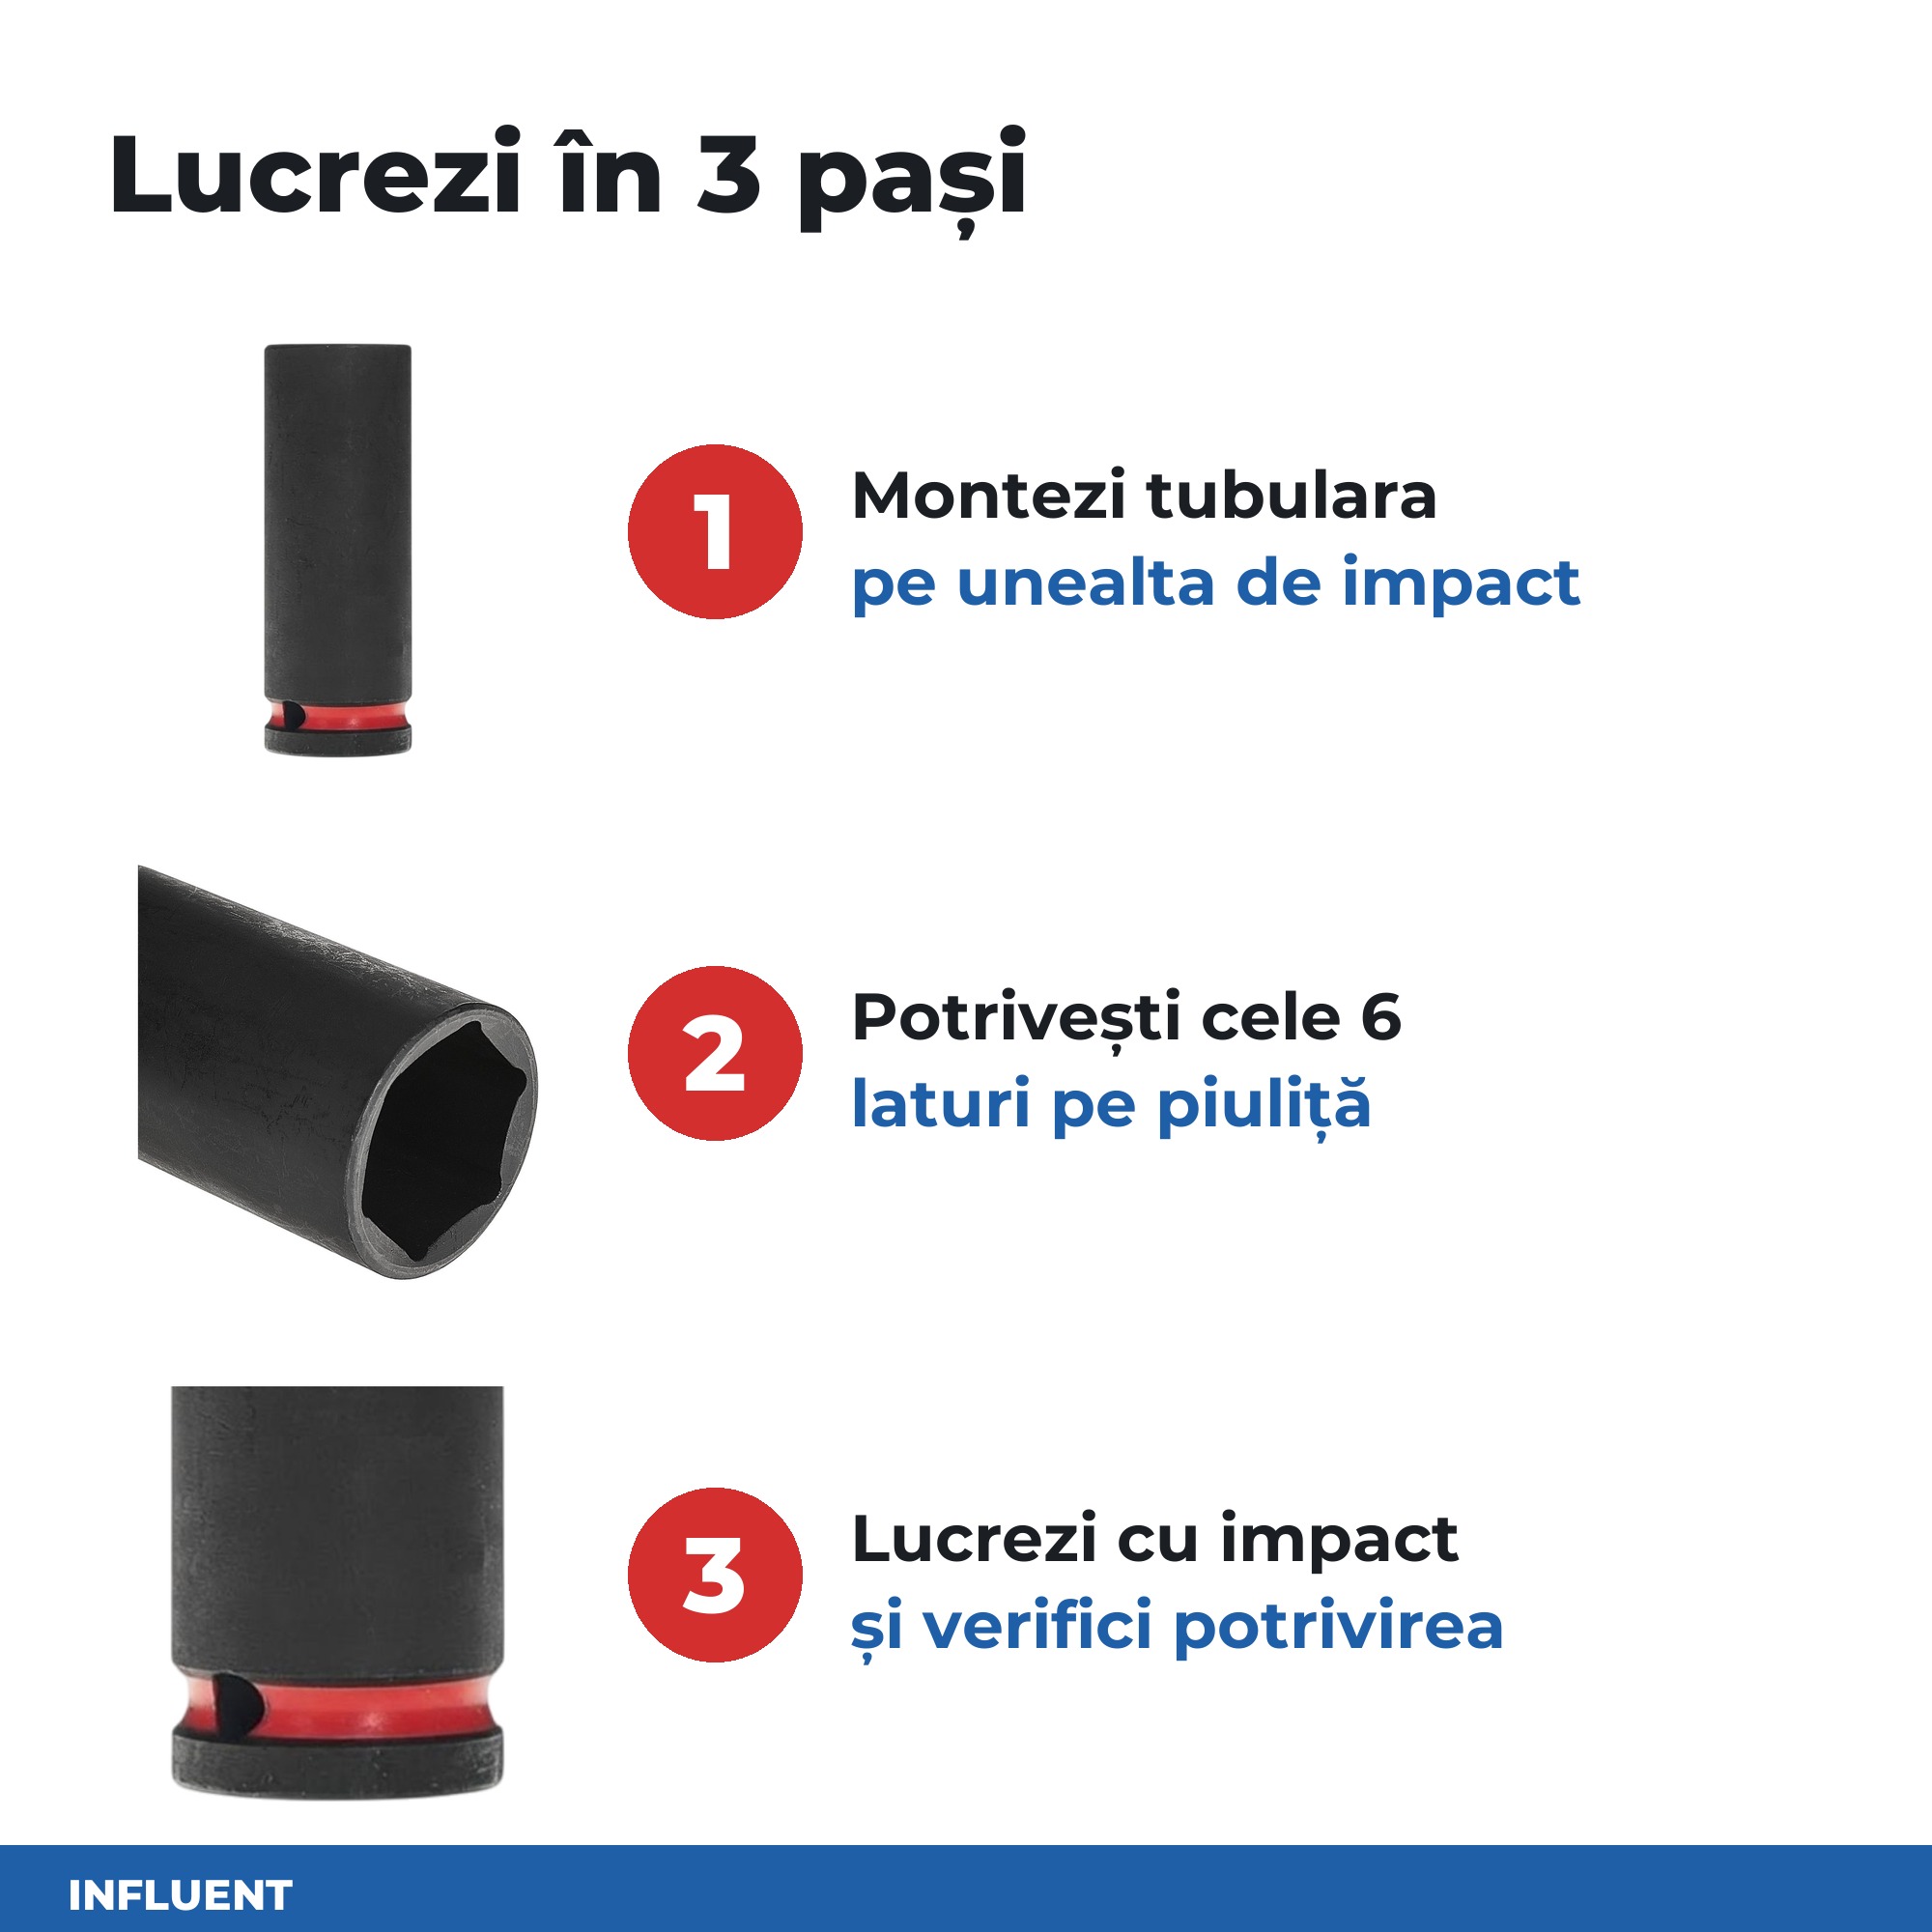 Lucrezi în 3 pași
1
Montezi tubulara
pe unealta de impact
2
Potrivești cele 6
laturi pe piuliță
3
Lucrezi cu impact
și verifici potrivirea
INFLUENT